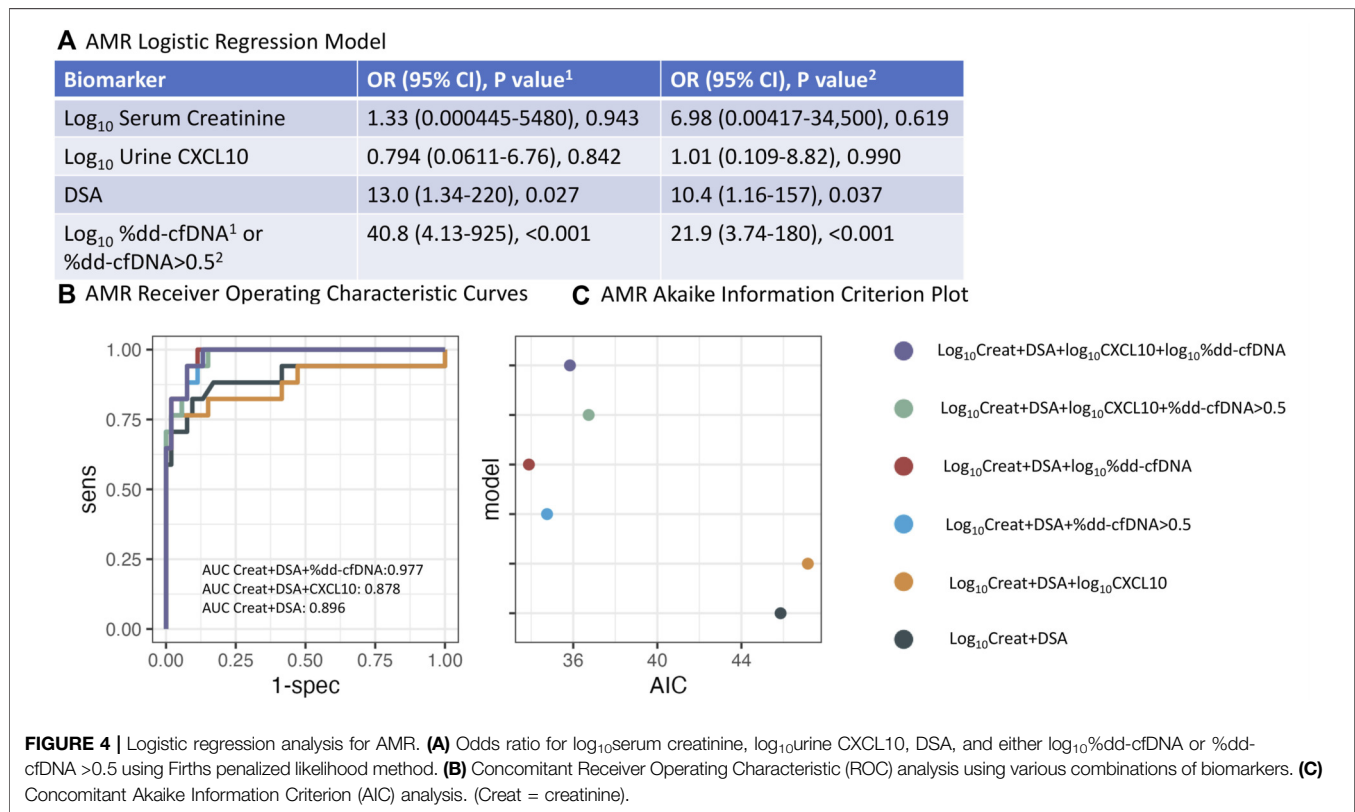 A AMR Logistic Regression Model
Biomarker OR (95% CI), P value¹ OR (95% CI), P value²
Log₁₀ Serum Creatinine 1.33 (0.000445-5480), 0.943 6.98 (0.00417-34,500), 0.619
Log₁₀ Urine CXCL10 0.794 (0.0611-6.76), 0.842 1.01 (0.109-8.82), 0.990
DSA 13.0 (1.34-220), 0.027 10.4 (1.16-157), 0.037
Log₁₀ %dd-cfDNA¹ or 40.8 (4.13-925), <0.001 21.9 (3.74-180), <0.001
%dd-cfDNA>0.5²
B AMR Receiver Operating Characteristic Curves
sens
1.00
0.75
0.50
0.25
0.00
AUC Creat+DSA+%dd-cfDNA:0.977
AUC Creat+DSA+CXCL10: 0.878
AUC Creat+DSA: 0.896
0.00 0.25 0.50 0.75 1.00
1-spec
C AMR Akaike Information Criterion Plot
model
36 40 44
AIC
Log₁₀Creat+DSA+log₁₀CXCL10+log₁₀%dd-cfDNA
Log₁₀Creat+DSA+log₁₀CXCL10+%dd-cfDNA>0.5
Log₁₀Creat+DSA+log₁₀%dd-cfDNA
Log₁₀Creat+DSA+%dd-cfDNA>0.5
Log₁₀Creat+DSA+log₁₀CXCL10
Log₁₀Creat+DSA
FIGURE 4 | Logistic regression analysis for AMR. (A) Odds ratio for log₁₀serum creatinine, log₁₀urine CXCL10, DSA, and either log₁₀%dd-cfDNA or %dd-
cfDNA >0.5 using Firths penalized likelihood method. (B) Concomitant Receiver Operating Characteristic (ROC) analysis using various combinations of biomarkers. (C)
Concomitant Akaike Information Criterion (AIC) analysis. (Creat = creatinine).